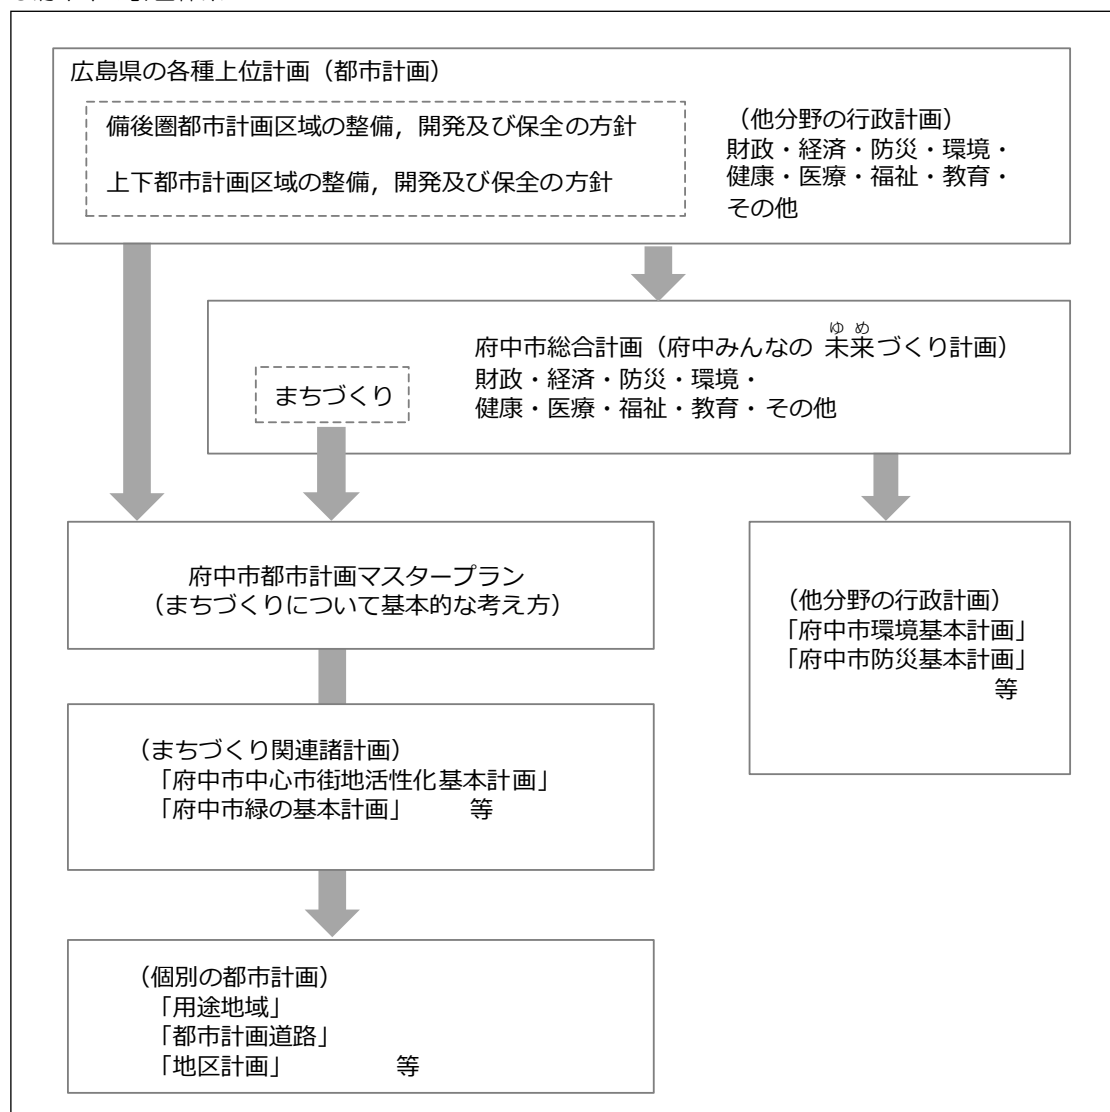 広島県の各種上位計画（都市計画）
備後圏都市計画区域の整備，開発及び保全の方針
上下都市計画区域の整備，開発及び保全の方針
（他分野の行政計画）
財政・経済・防災・環境・
健康・医療・福祉・教育・
その他
ゆめ
府中市総合計画（府中みんなの 未来づくり計画）
財政・経済・防災・環境・
健康・医療・福祉・教育・その他
まちづくり
府中市都市計画マスタープラン
（まちづくりについて基本的な考え方）
（他分野の行政計画）
「府中市環境基本計画」
「府中市防災基本計画」
等
（まちづくり関連諸計画）
「府中市中心市街地活性化基本計画」
「府中市緑の基本計画」 等
（個別の都市計画）
「用途地域」
「都市計画道路」
「地区計画」 等